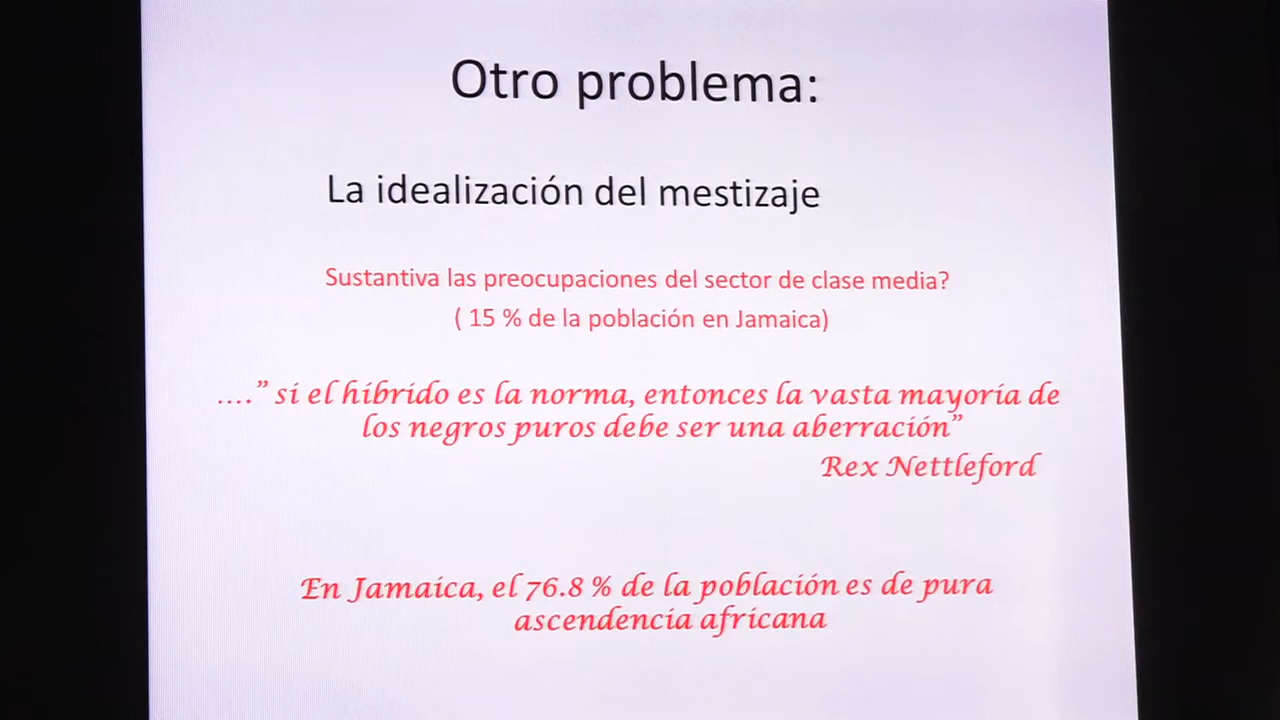 Otro problema:
La idealización del mestizaje
Sustantiva las preocupaciones del sector de clase media?
( 15 % de la población en Jamaica)
….” si el híbrido es la norma, entonces la vasta mayoría de
los negros puros debe ser una aberración”
Rex Nettleford
En Jamaica, el 76.8 % de la población es de pura
ascendencia africana